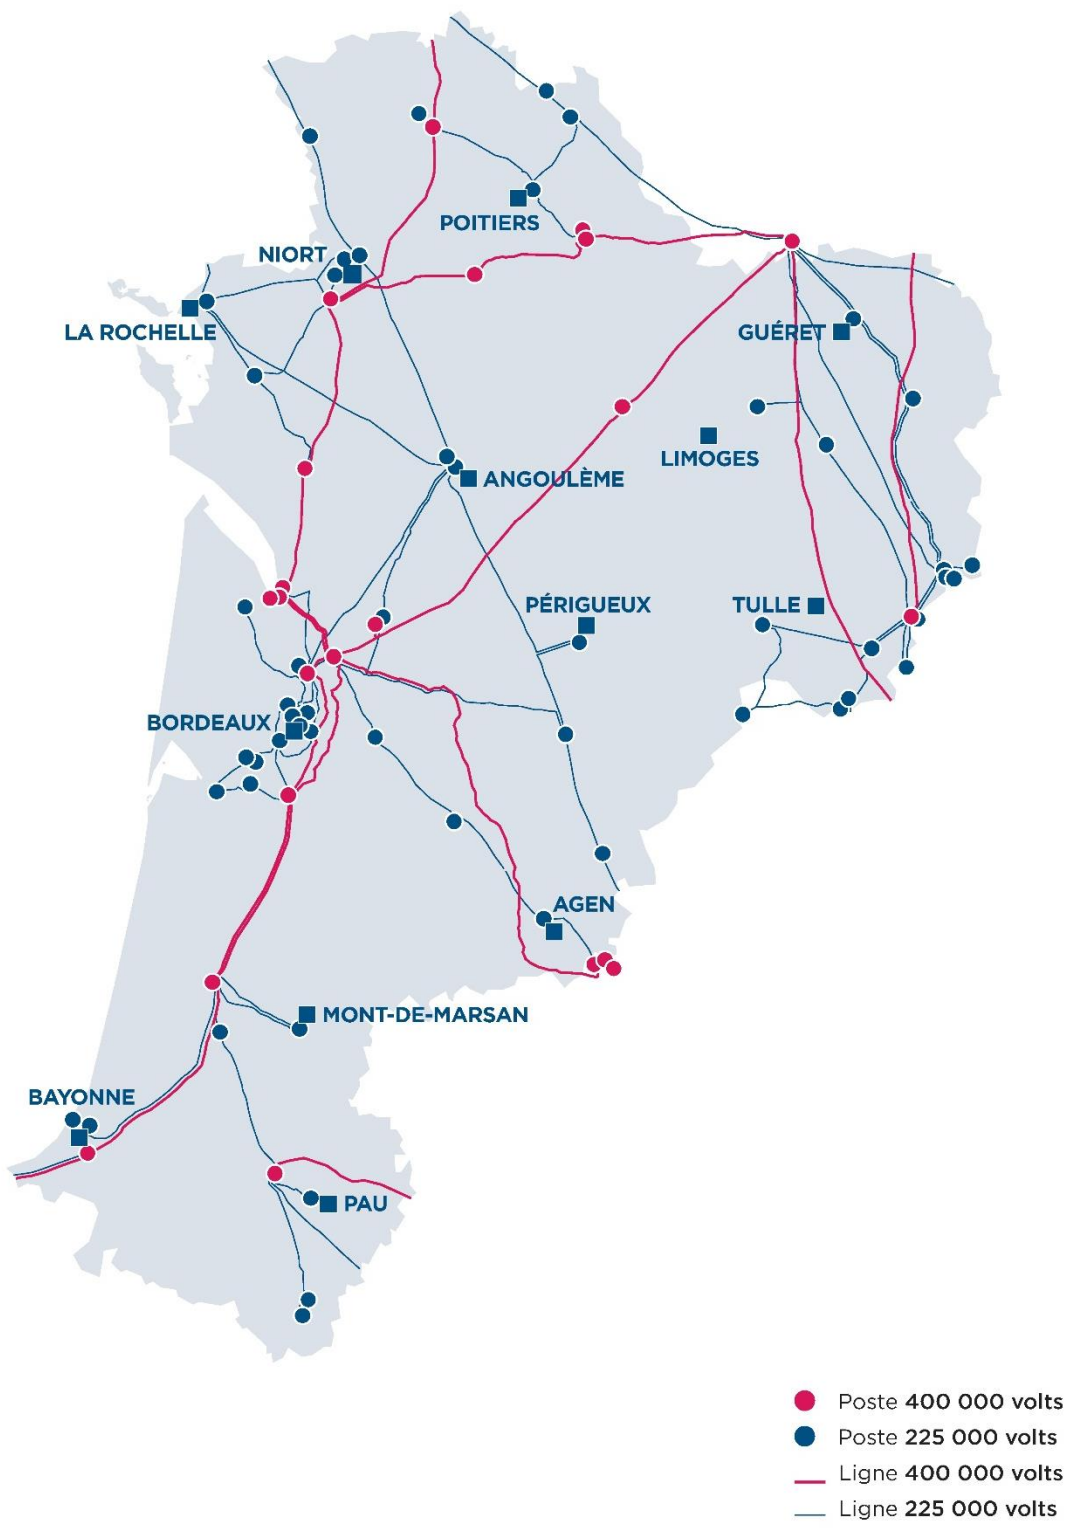 POITIERS
NIORT
LA ROCHELLE
GUÉRET
LIMOGES
ANGOULÈME
PÉRIGUEUX
TULLE
BORDEAUX
AGEN
MONT-DE-MARSAN
BAYONNE
PAU
Poste 400 000 volts
Poste 225 000 volts
Ligne 400 000 volts
Ligne 225 000 volts